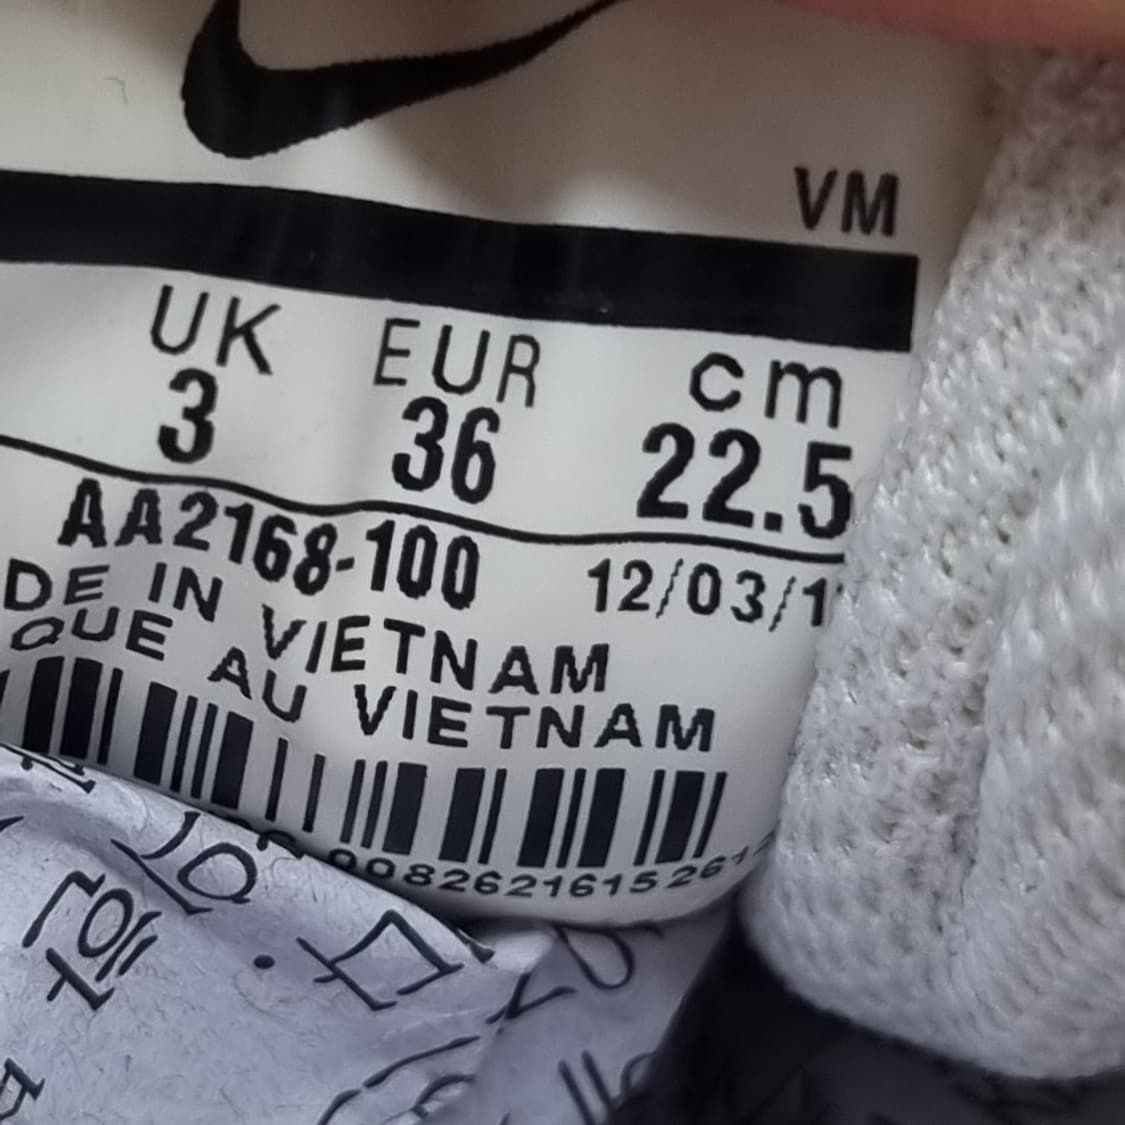 VM
UK EUR cm
3 36 22.5
AA2168-100 12/03/1
DE IN VIETNAM
QUE AU VIETNAM
00826216152612